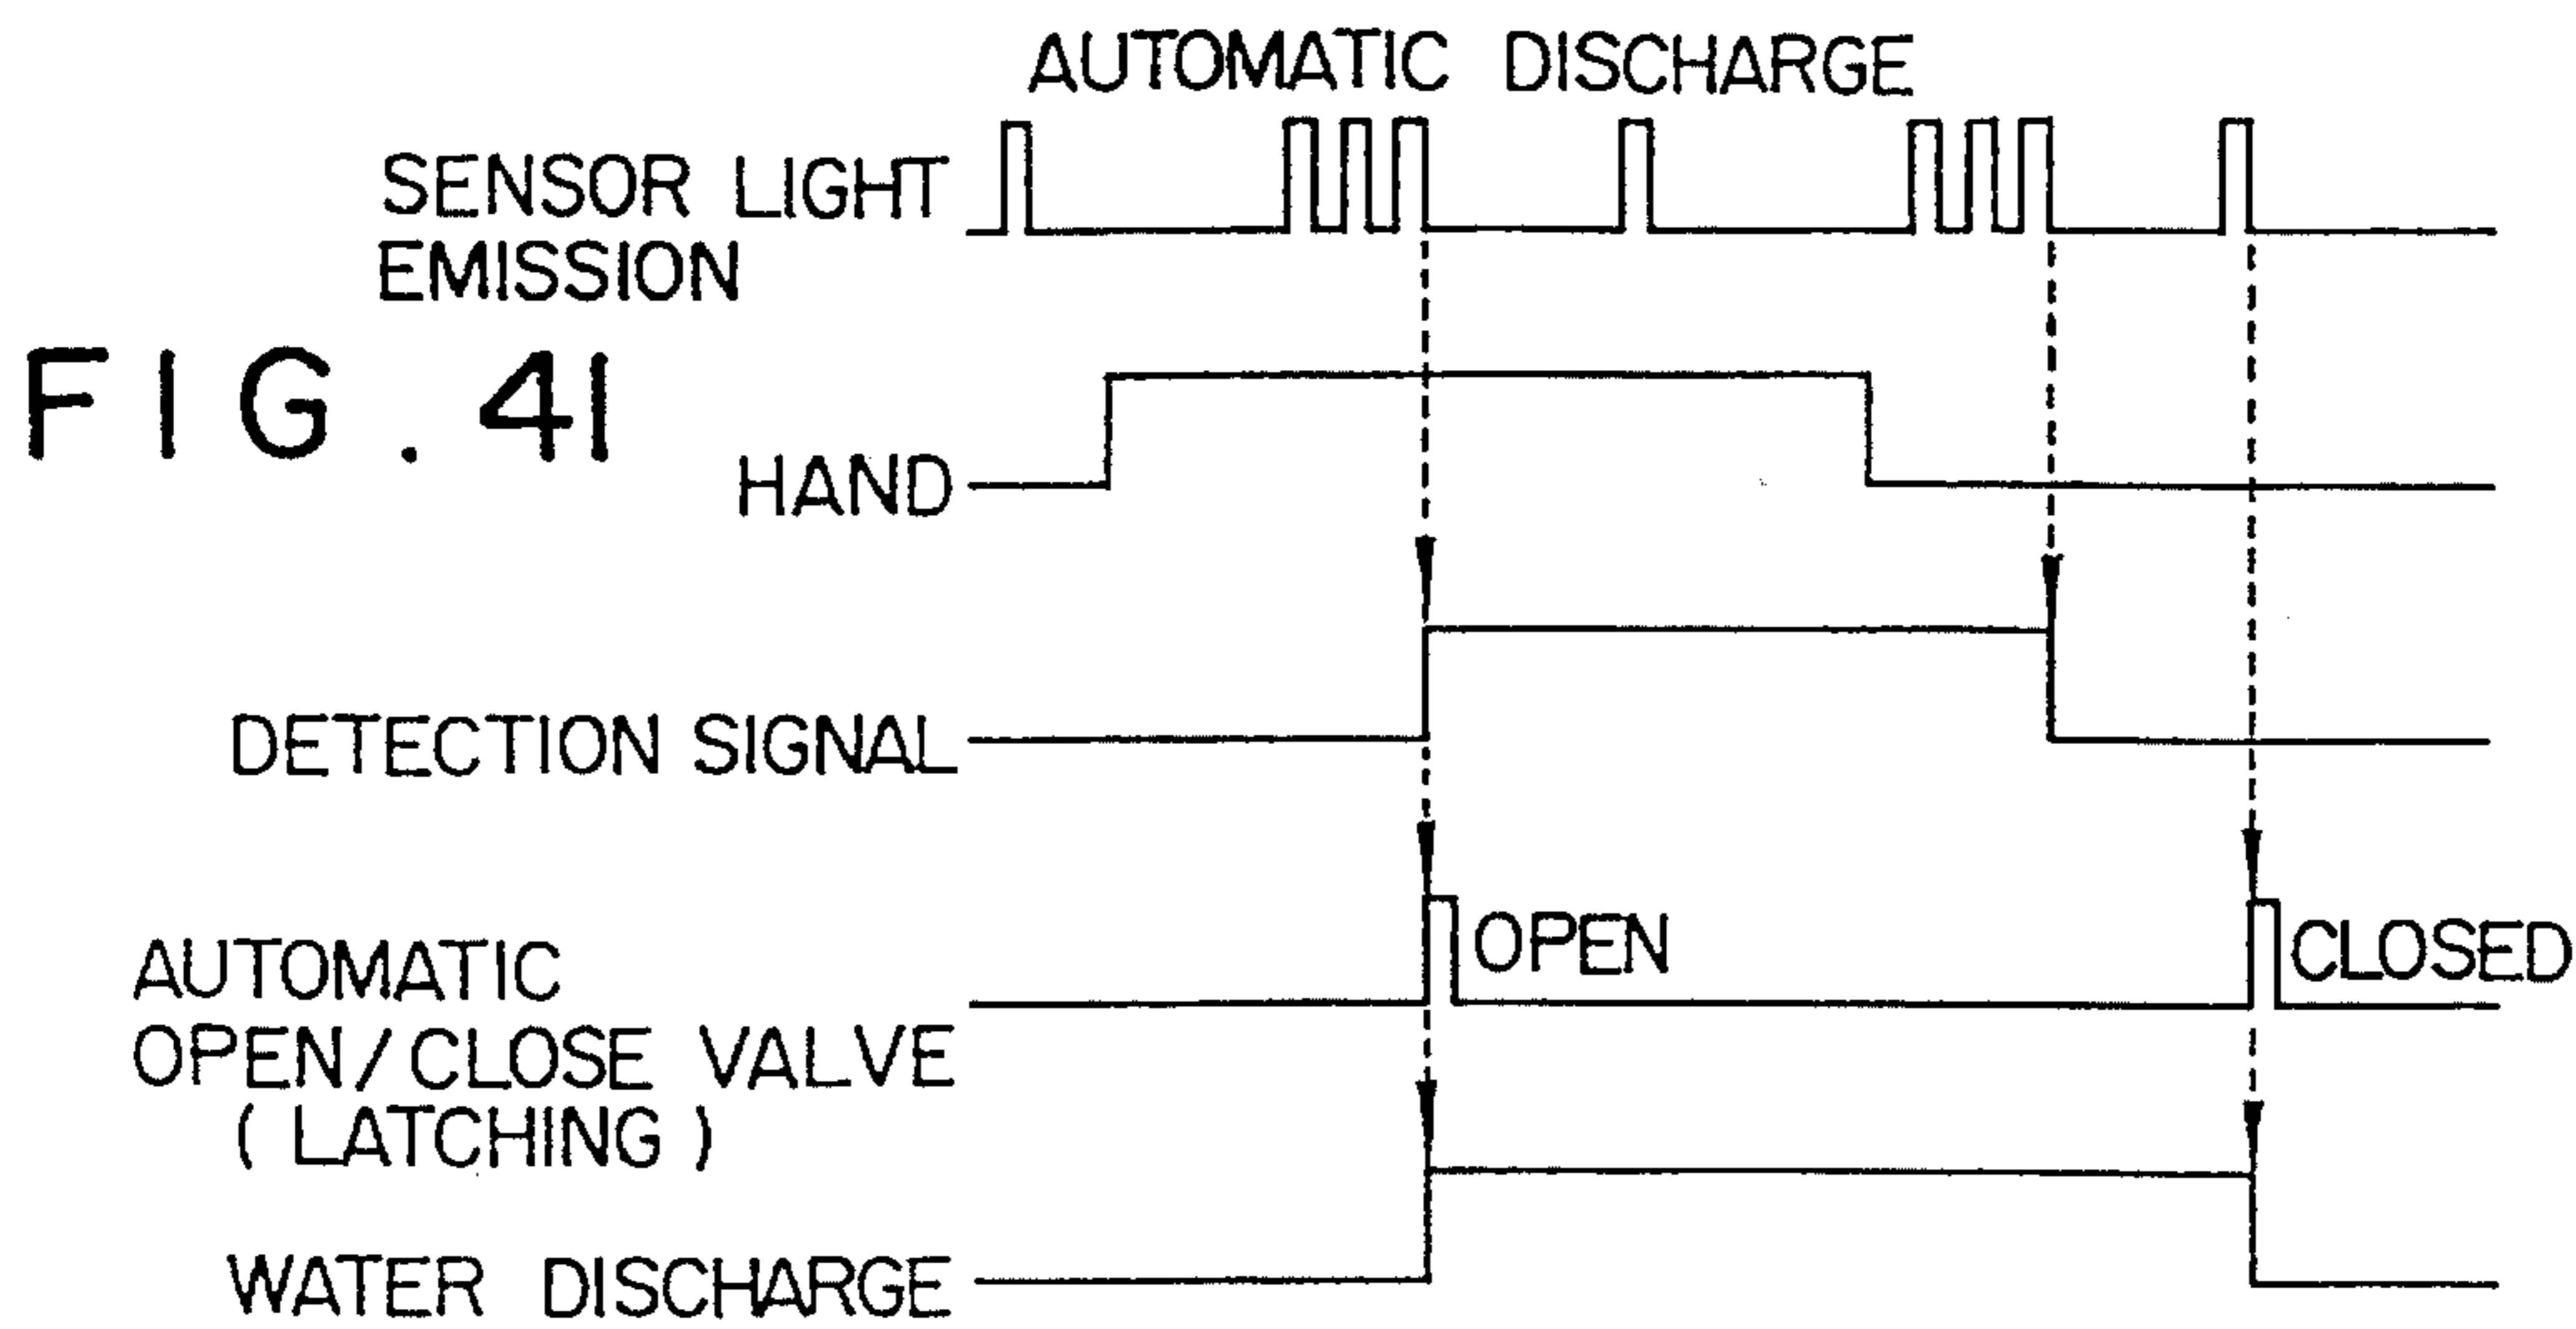 AUTOMATIC DISCHARGE
SENSOR LIGHT
EMISSION
FIG. 41
HAND
DETECTION SIGNAL
OPEN
CLOSED
AUTOMATIC
OPEN/CLOSE VALVE
(LATCHING)
WATER DISCHARGE